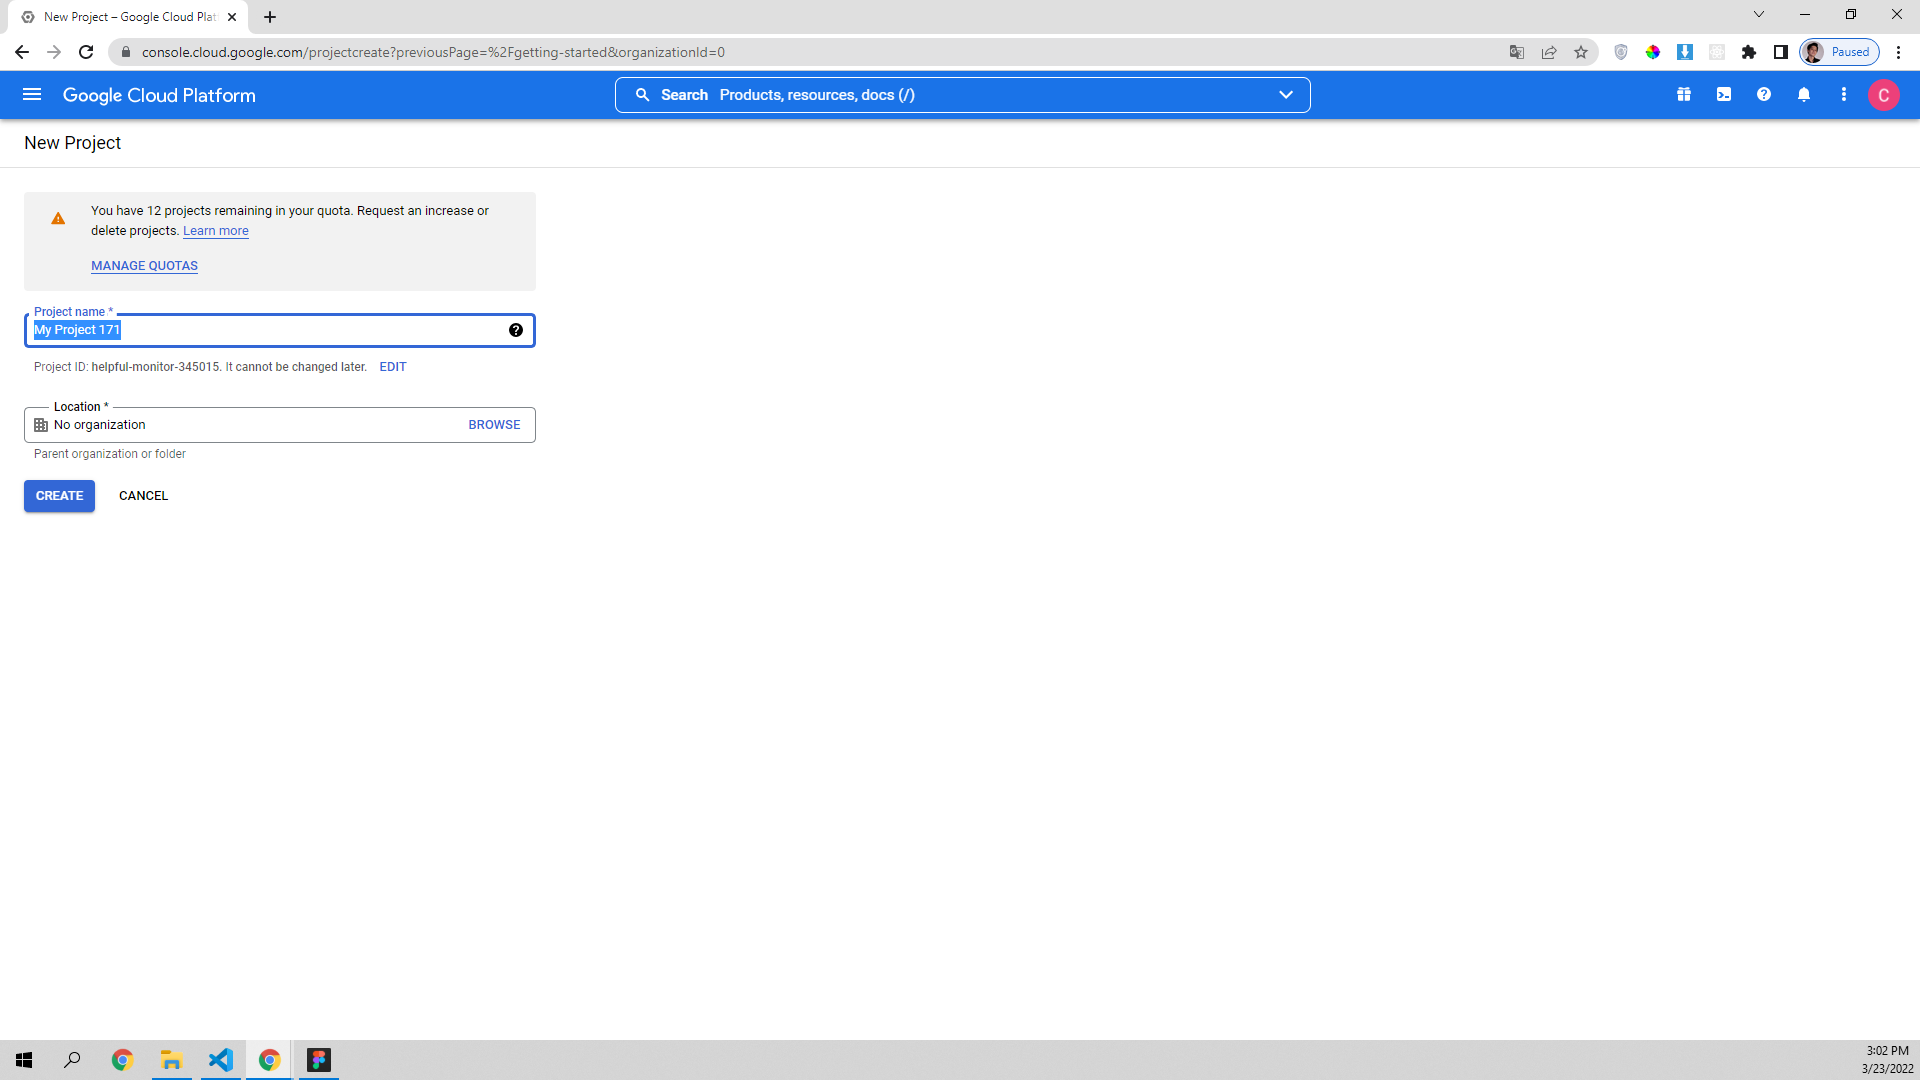 New Project – Google Cloud Plat
console.cloud.google.com/projectcreate?previousPage=%2Fgetting-started&organizationId=0
Paused
Google Cloud Platform
Search Products, resources, docs (/)
C
New Project
You have 12 projects remaining in your quota. Request an increase or
delete projects. Learn more
MANAGE QUOTAS
Project name *
My Project 171
Project ID: helpful-monitor-345015. It cannot be changed later. EDIT
Location *
No organization
BROWSE
Parent organization or folder
CREATE
CANCEL
3:02 PM
3/23/2022